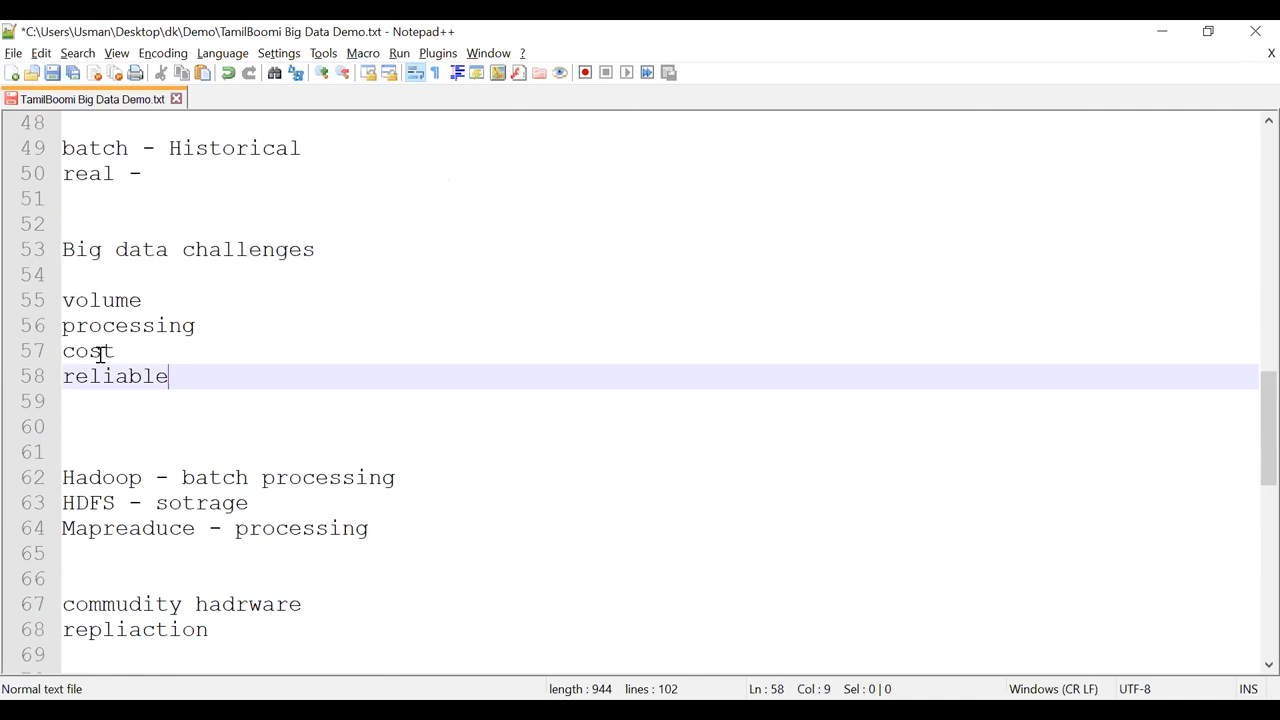 *C:\Users\Usman\Desktop\dk\Demo\TamilBoomi Big Data Demo.txt - Notepad++
File Edit Search View Encoding Language Settings Tools Macro Run Plugins Window ? X
TamilBoomi Big Data Demo.txt
48
49 batch - Historical
50 real -
51
52
53 Big data challenges
54
55 volume
56 processing
57 cost
58 reliable
59
60
61
62 Hadoop - batch processing
63 HDFS - sotrage
64 Mapreaduce - processing
65
66
67 commudity hadrware
68 repliaction
69
Normal text file length : 944 lines : 102 Ln : 58 Col : 9 Sel : 0 | 0 Windows (CR LF) UTF-8 INS